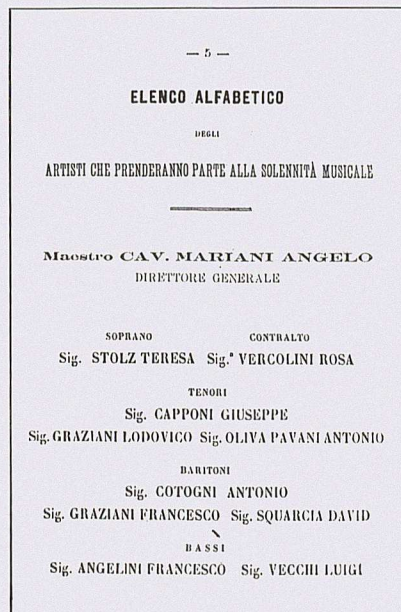 — 5 —
ELENCO ALFABETICO
DEGLI
ARTISTI CHE PRENDERANNO PARTE ALLA SOLENNITÀ MUSICALE
Maestro CAV. MARIANI ANGELO
DIRETTORE GENERALE
SOPRANO CONTRALTO
Sig. STOLZ TERESA Sig.ª VERCOLINI ROSA
TENORI
Sig. CAPPONI GIUSEPPE
Sig. GRAZIANI LODOVICO Sig. OLIVA PAVANI ANTONIO
BARITONI
Sig. COTOGNI ANTONIO
Sig. GRAZIANI FRANCESCO Sig. SQUARCIA DAVID
BASSI
Sig. ANGELINI FRANCESCO Sig. VECCHI LUIGI